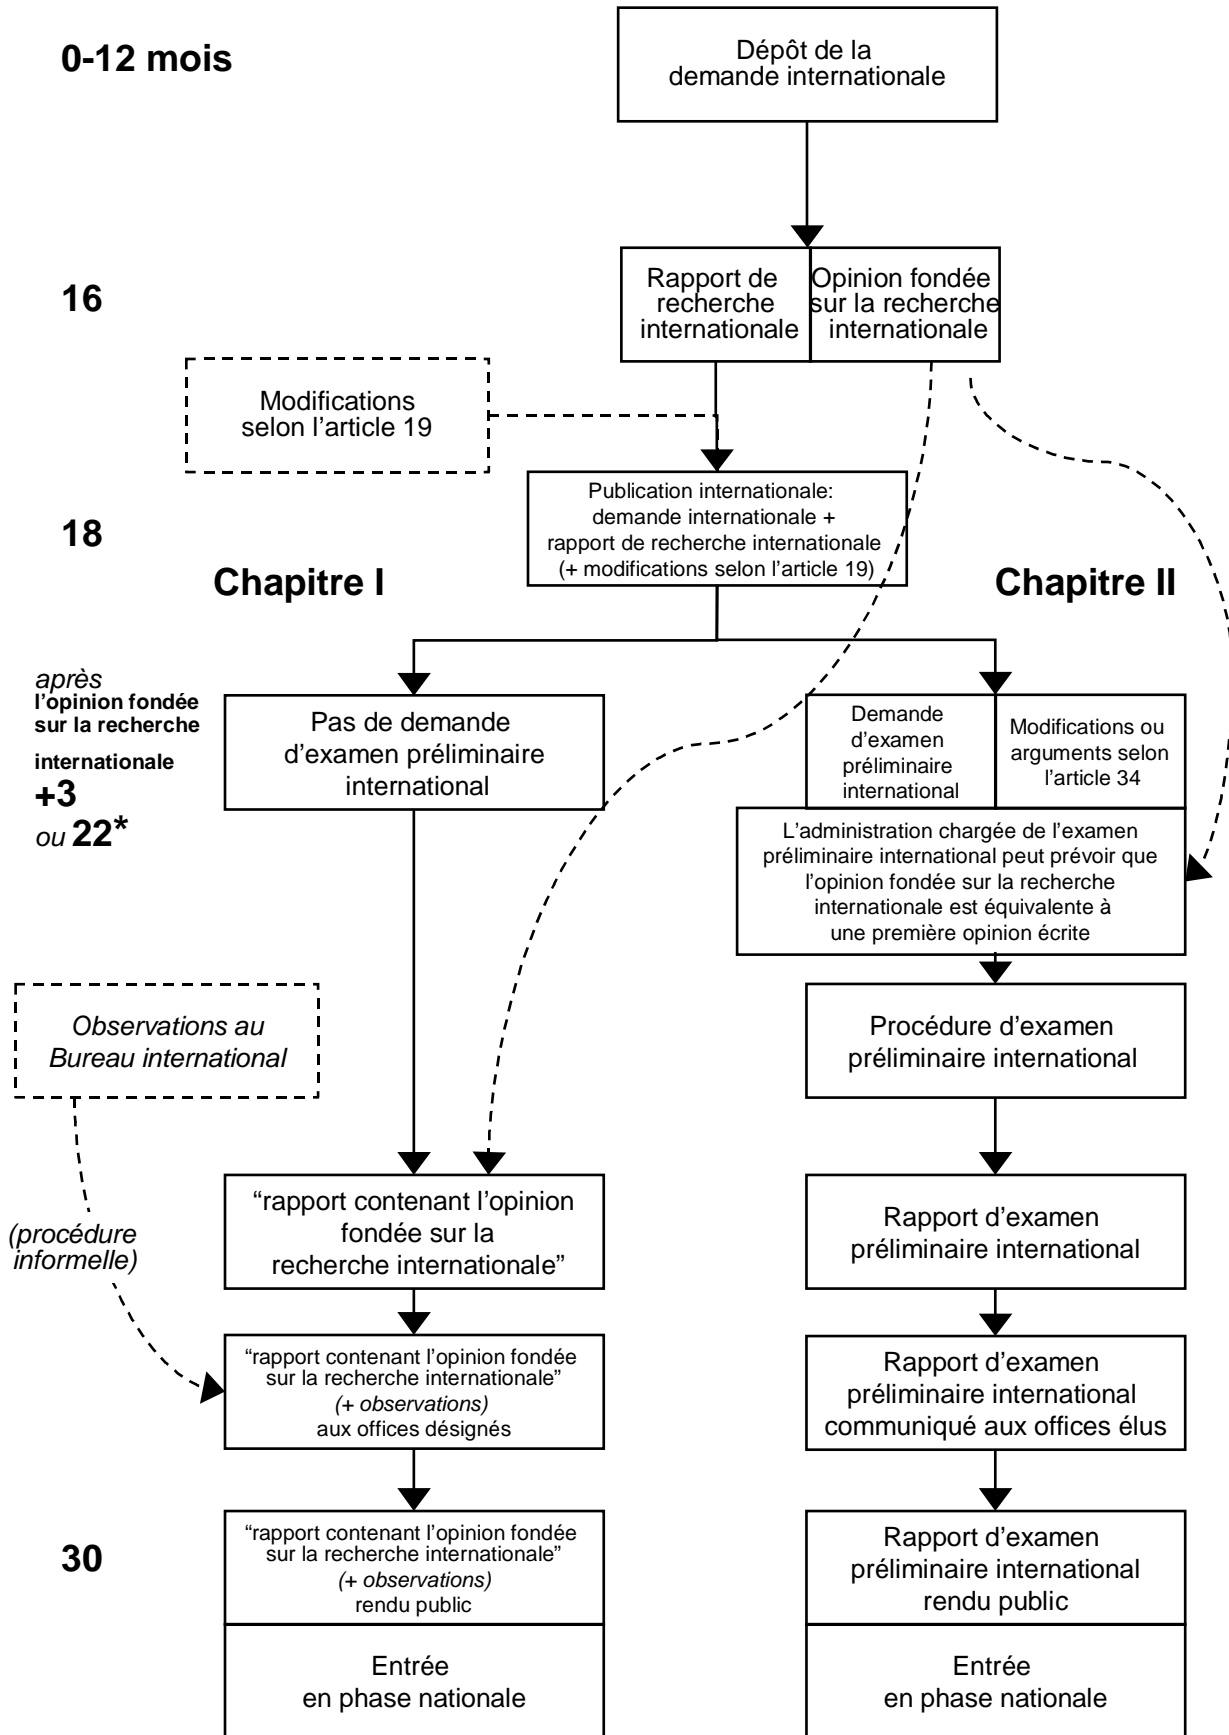 0-12 mois
Dépôt de la
demande internationale
16
Rapport de
recherche
internationale
Opinion fondée
sur la recherche
internationale
Modifications
selon l’article 19
18
Publication internationale:
demande internationale +
rapport de recherche internationale
(+ modifications selon l’article 19)
Chapitre I
Chapitre II
après
l’opinion fondée
sur la recherche
internationale
+3
ou 22*
Pas de demande
d’examen préliminaire
international
Demande
d’examen
préliminaire
international
Modifications ou
arguments selon
l’article 34
L’administration chargée de l’examen
préliminaire international peut prévoir que
l’opinion fondée sur la recherche
internationale est équivalente à
une première opinion écrite
Observations au
Bureau international
Procédure d’examen
préliminaire international
(procédure
informelle)
“rapport contenant l’opinion
fondée sur la
recherche internationale”
Rapport d’examen
préliminaire international
“rapport contenant l’opinion fondée
sur la recherche internationale”
(+ observations)
aux offices désignés
Rapport d’examen
préliminaire international
communiqué aux offices élus
30
“rapport contenant l’opinion fondée
sur la recherche internationale”
(+ observations)
rendu public
Rapport d’examen
préliminaire international
rendu public
Entrée
en phase nationale
Entrée
en phase nationale